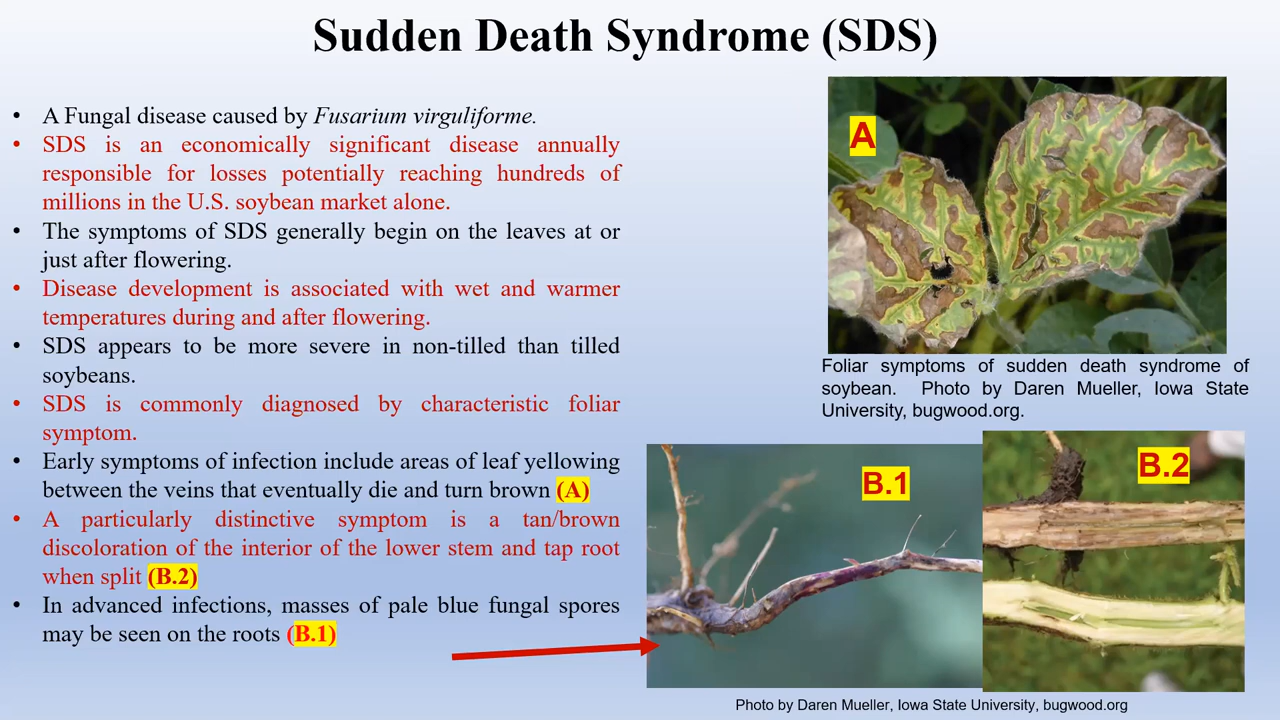 Sudden Death Syndrome (SDS)
• A Fungal disease caused by Fusarium virguliforme.
• SDS is an economically significant disease annually
responsible for losses potentially reaching hundreds of
millions in the U.S. soybean market alone.
• The symptoms of SDS generally begin on the leaves at or
just after flowering.
• Disease development is associated with wet and warmer
temperatures during and after flowering.
• SDS appears to be more severe in non-tilled than tilled
soybeans.
• SDS is commonly diagnosed by characteristic foliar
symptom.
• Early symptoms of infection include areas of leaf yellowing
between the veins that eventually die and turn brown (A)
• A particularly distinctive symptom is a tan/brown
discoloration of the interior of the lower stem and tap root
when split (B.2)
• In advanced infections, masses of pale blue fungal spores
may be seen on the roots (B.1)
A
Foliar symptoms of sudden death syndrome of
soybean. Photo by Daren Mueller, Iowa State
University, bugwood.org.
B.1
B.2
Photo by Daren Mueller, Iowa State University, bugwood.org